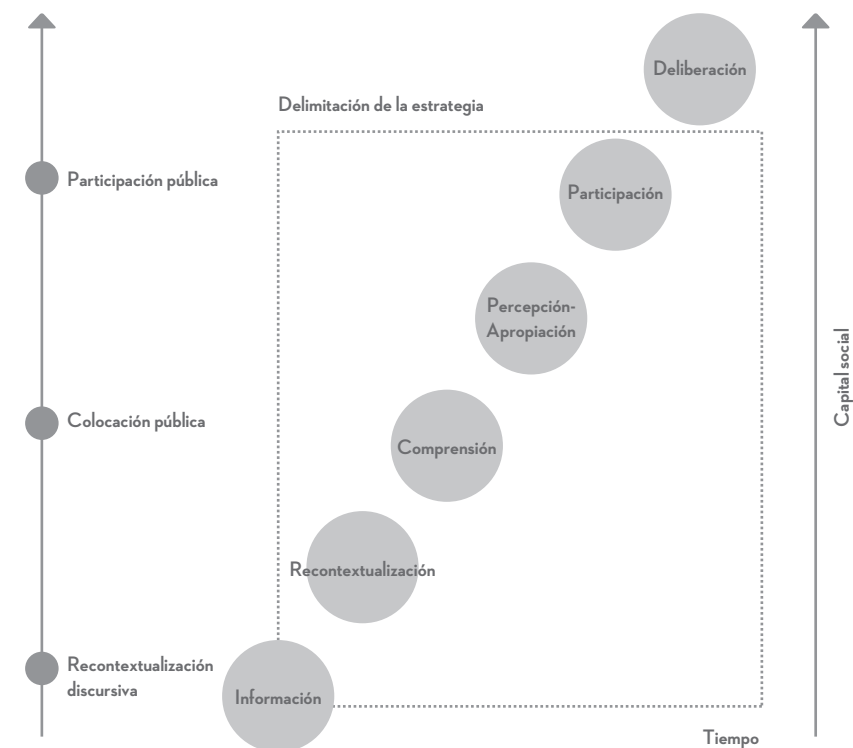 Deliberación
Delimitación de la estrategia
Participación pública
Participación
Percepción-
Apropiación
Capital social
Colocación pública
Comprensión
Recontextualización
Recontextualización
discursiva
Información
Tiempo